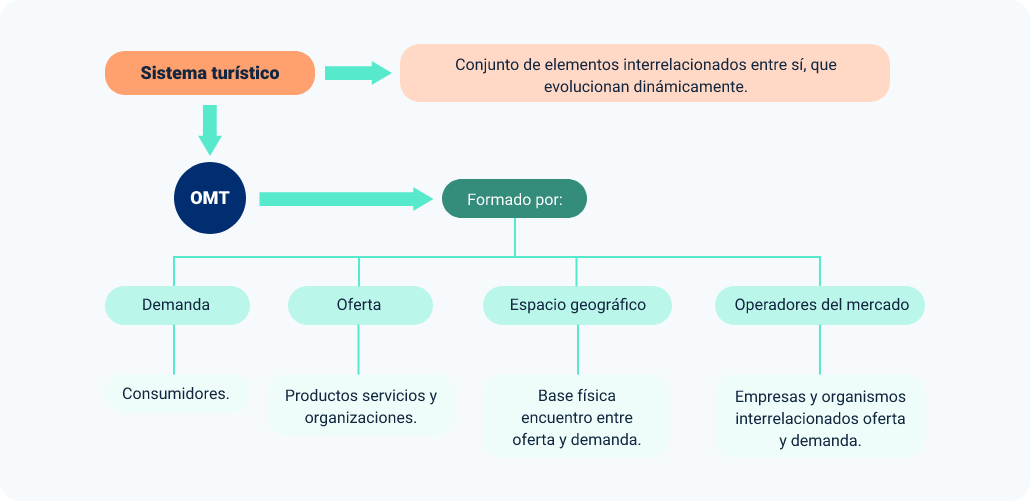 Sistema turístico
Conjunto de elementos interrelacionados entre sí, que
evolucionan dinámicamente.
OMT
Formado por:
Demanda
Oferta
Espacio geográfico
Operadores del mercado
Consumidores.
Productos servicios y
organizaciones.
Base física
encuentro entre
oferta y demanda.
Empresas y organismos
interrelacionados oferta
y demanda.